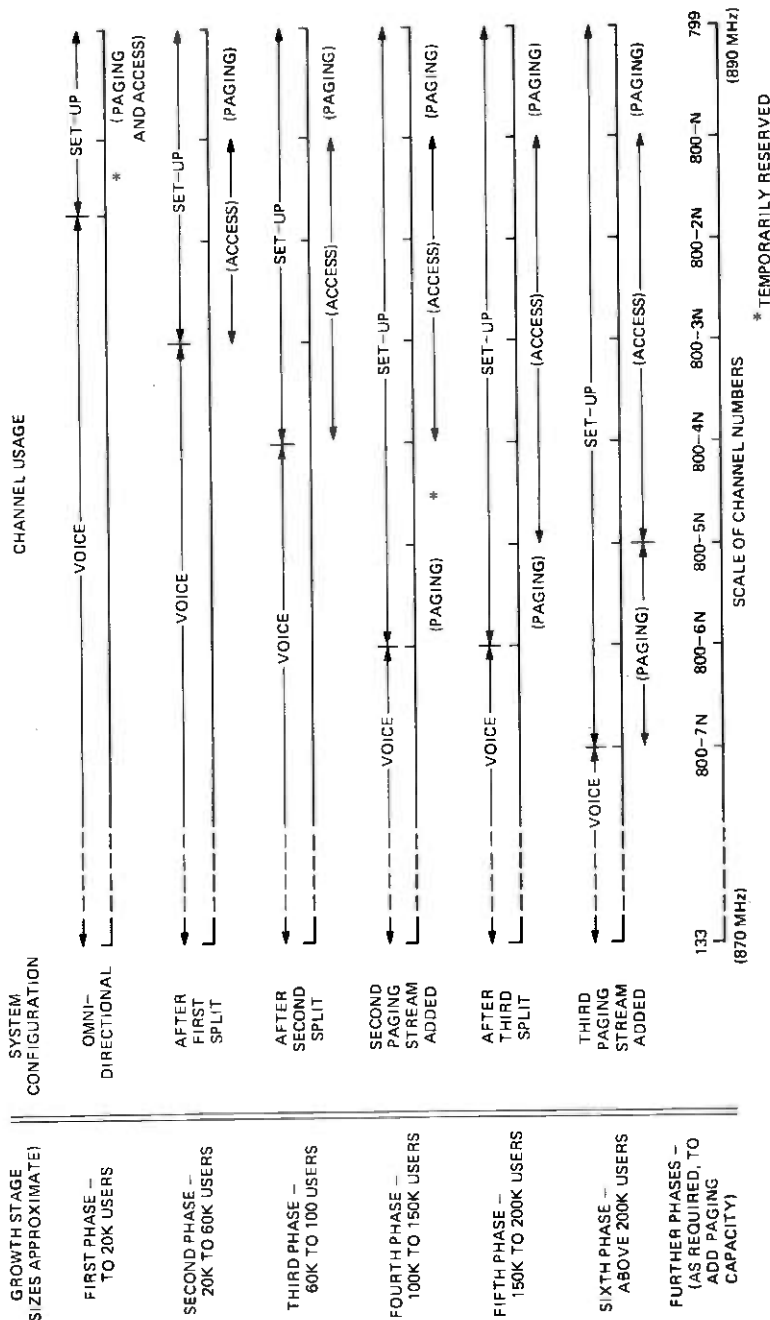 GROWTH STAGE
SIZES APPROXIMATE)
SYSTEM
CONFIGURATION
CHANNEL USAGE
FIRST PHASE –
TO 20K USERS
OMNI-
DIRECTIONAL
VOICE
SET-UP
*
(PAGING
AND ACCESS)
SECOND PHASE –
20K TO 60K USERS
AFTER
FIRST
SPLIT
VOICE
SET-UP
(ACCESS)
(PAGING)
THIRD PHASE –
60K TO 100 USERS
AFTER
SECOND
SPLIT
VOICE
SET-UP
(ACCESS)
(PAGING)
FOURTH PHASE –
100K TO 150K USERS
SECOND
PAGING
STREAM
ADDED
VOICE
SET-UP
(PAGING)
*
(ACCESS)
(PAGING)
FIFTH PHASE –
150K TO 200K USERS
AFTER
THIRD
SPLIT
VOICE
SET-UP
(PAGING)
(ACCESS)
(PAGING)
SIXTH PHASE –
ABOVE 200K USERS
THIRD
PAGING
STREAM
ADDED
VOICE
SET-UP
(PAGING)
(ACCESS)
(PAGING)
FURTHER PHASES –
(AS REQUIRED, TO
ADD PAGING
CAPACITY)
133
(870 MHz)
800–7N
800–6N
800–5N
800–4N
800–3N
800–2N
800–N
799
(890 MHz)
SCALE OF CHANNEL NUMBERS
* TEMPORARILY RESERVED